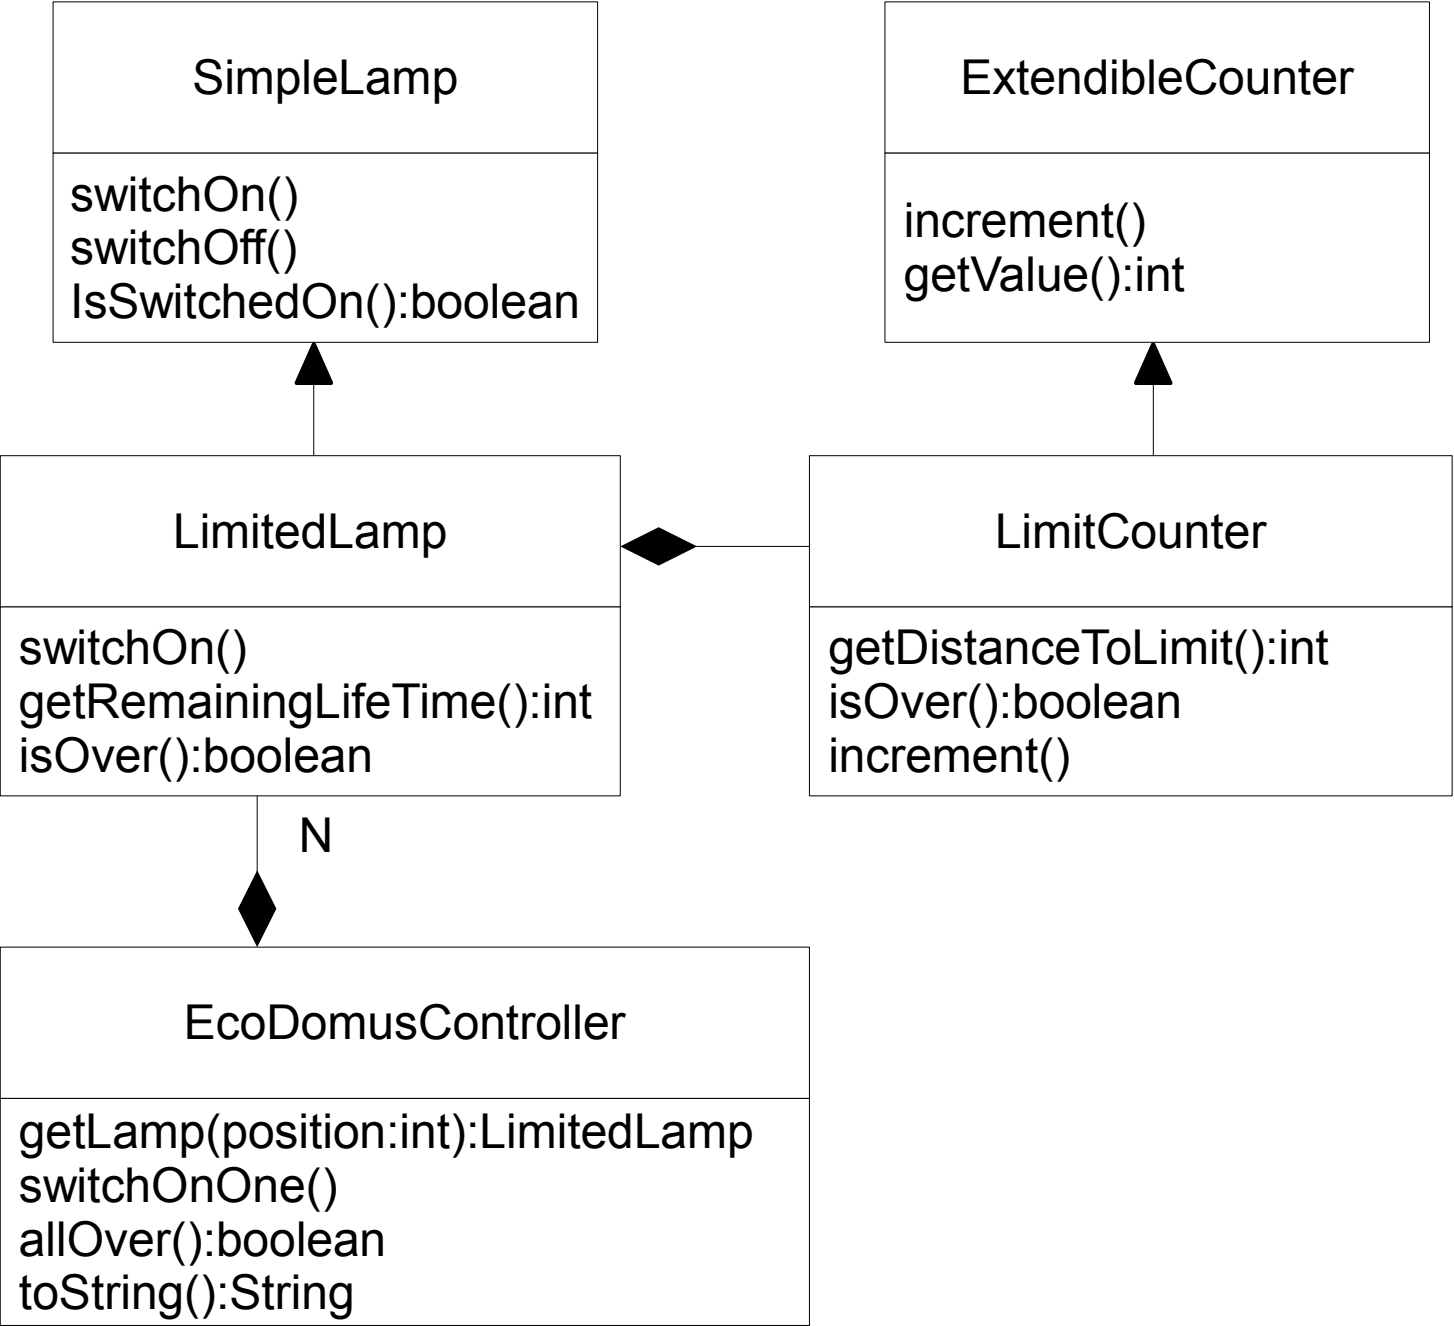 SimpleLamp
switchOn()
switchOff()
IsSwitchedOn():boolean
ExtendibleCounter
increment()
getValue():int
LimitedLamp
switchOn()
getRemainingLifeTime():int
isOver():boolean
LimitCounter
getDistanceToLimit():int
isOver():boolean
increment()
N
EcoDomusController
getLamp(position:int):LimitedLamp
switchOnOne()
allOver():boolean
toString():String